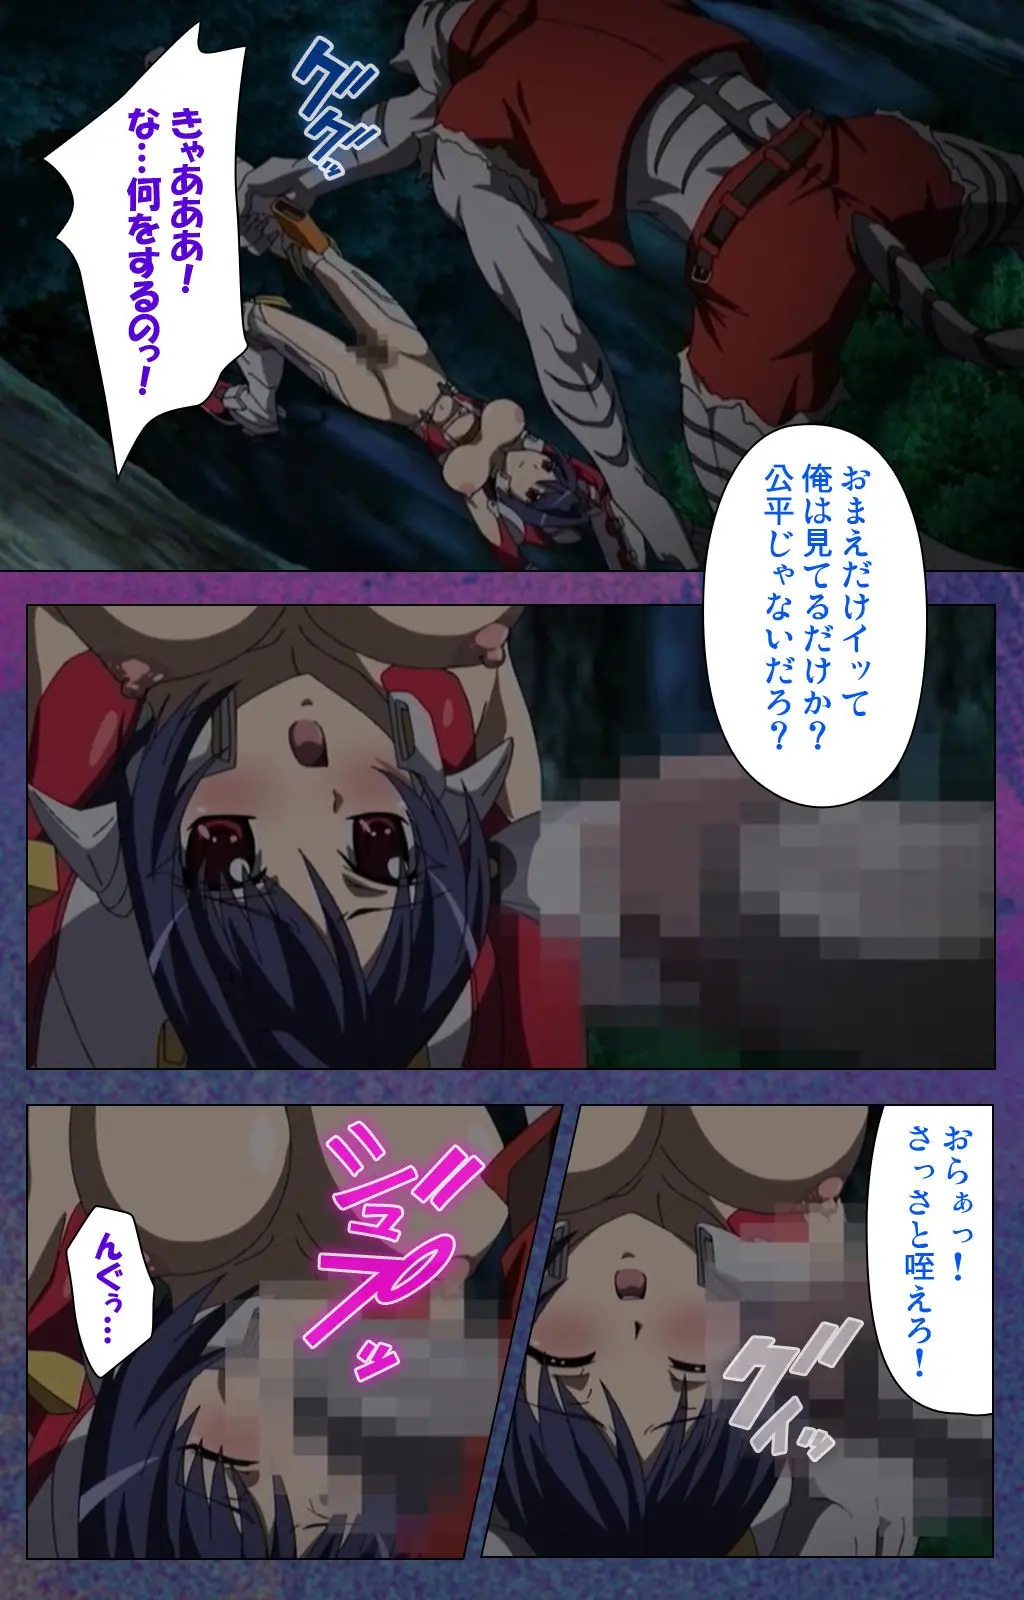 グググッ
きゃあああ！
な…何をするのっ！
おまえだけイッて
俺は見てるだけか？
公平じゃないだろ？
おらぁっ！
さっさと咥えろ！
グイッ
ジュプッ
んぐぅ…